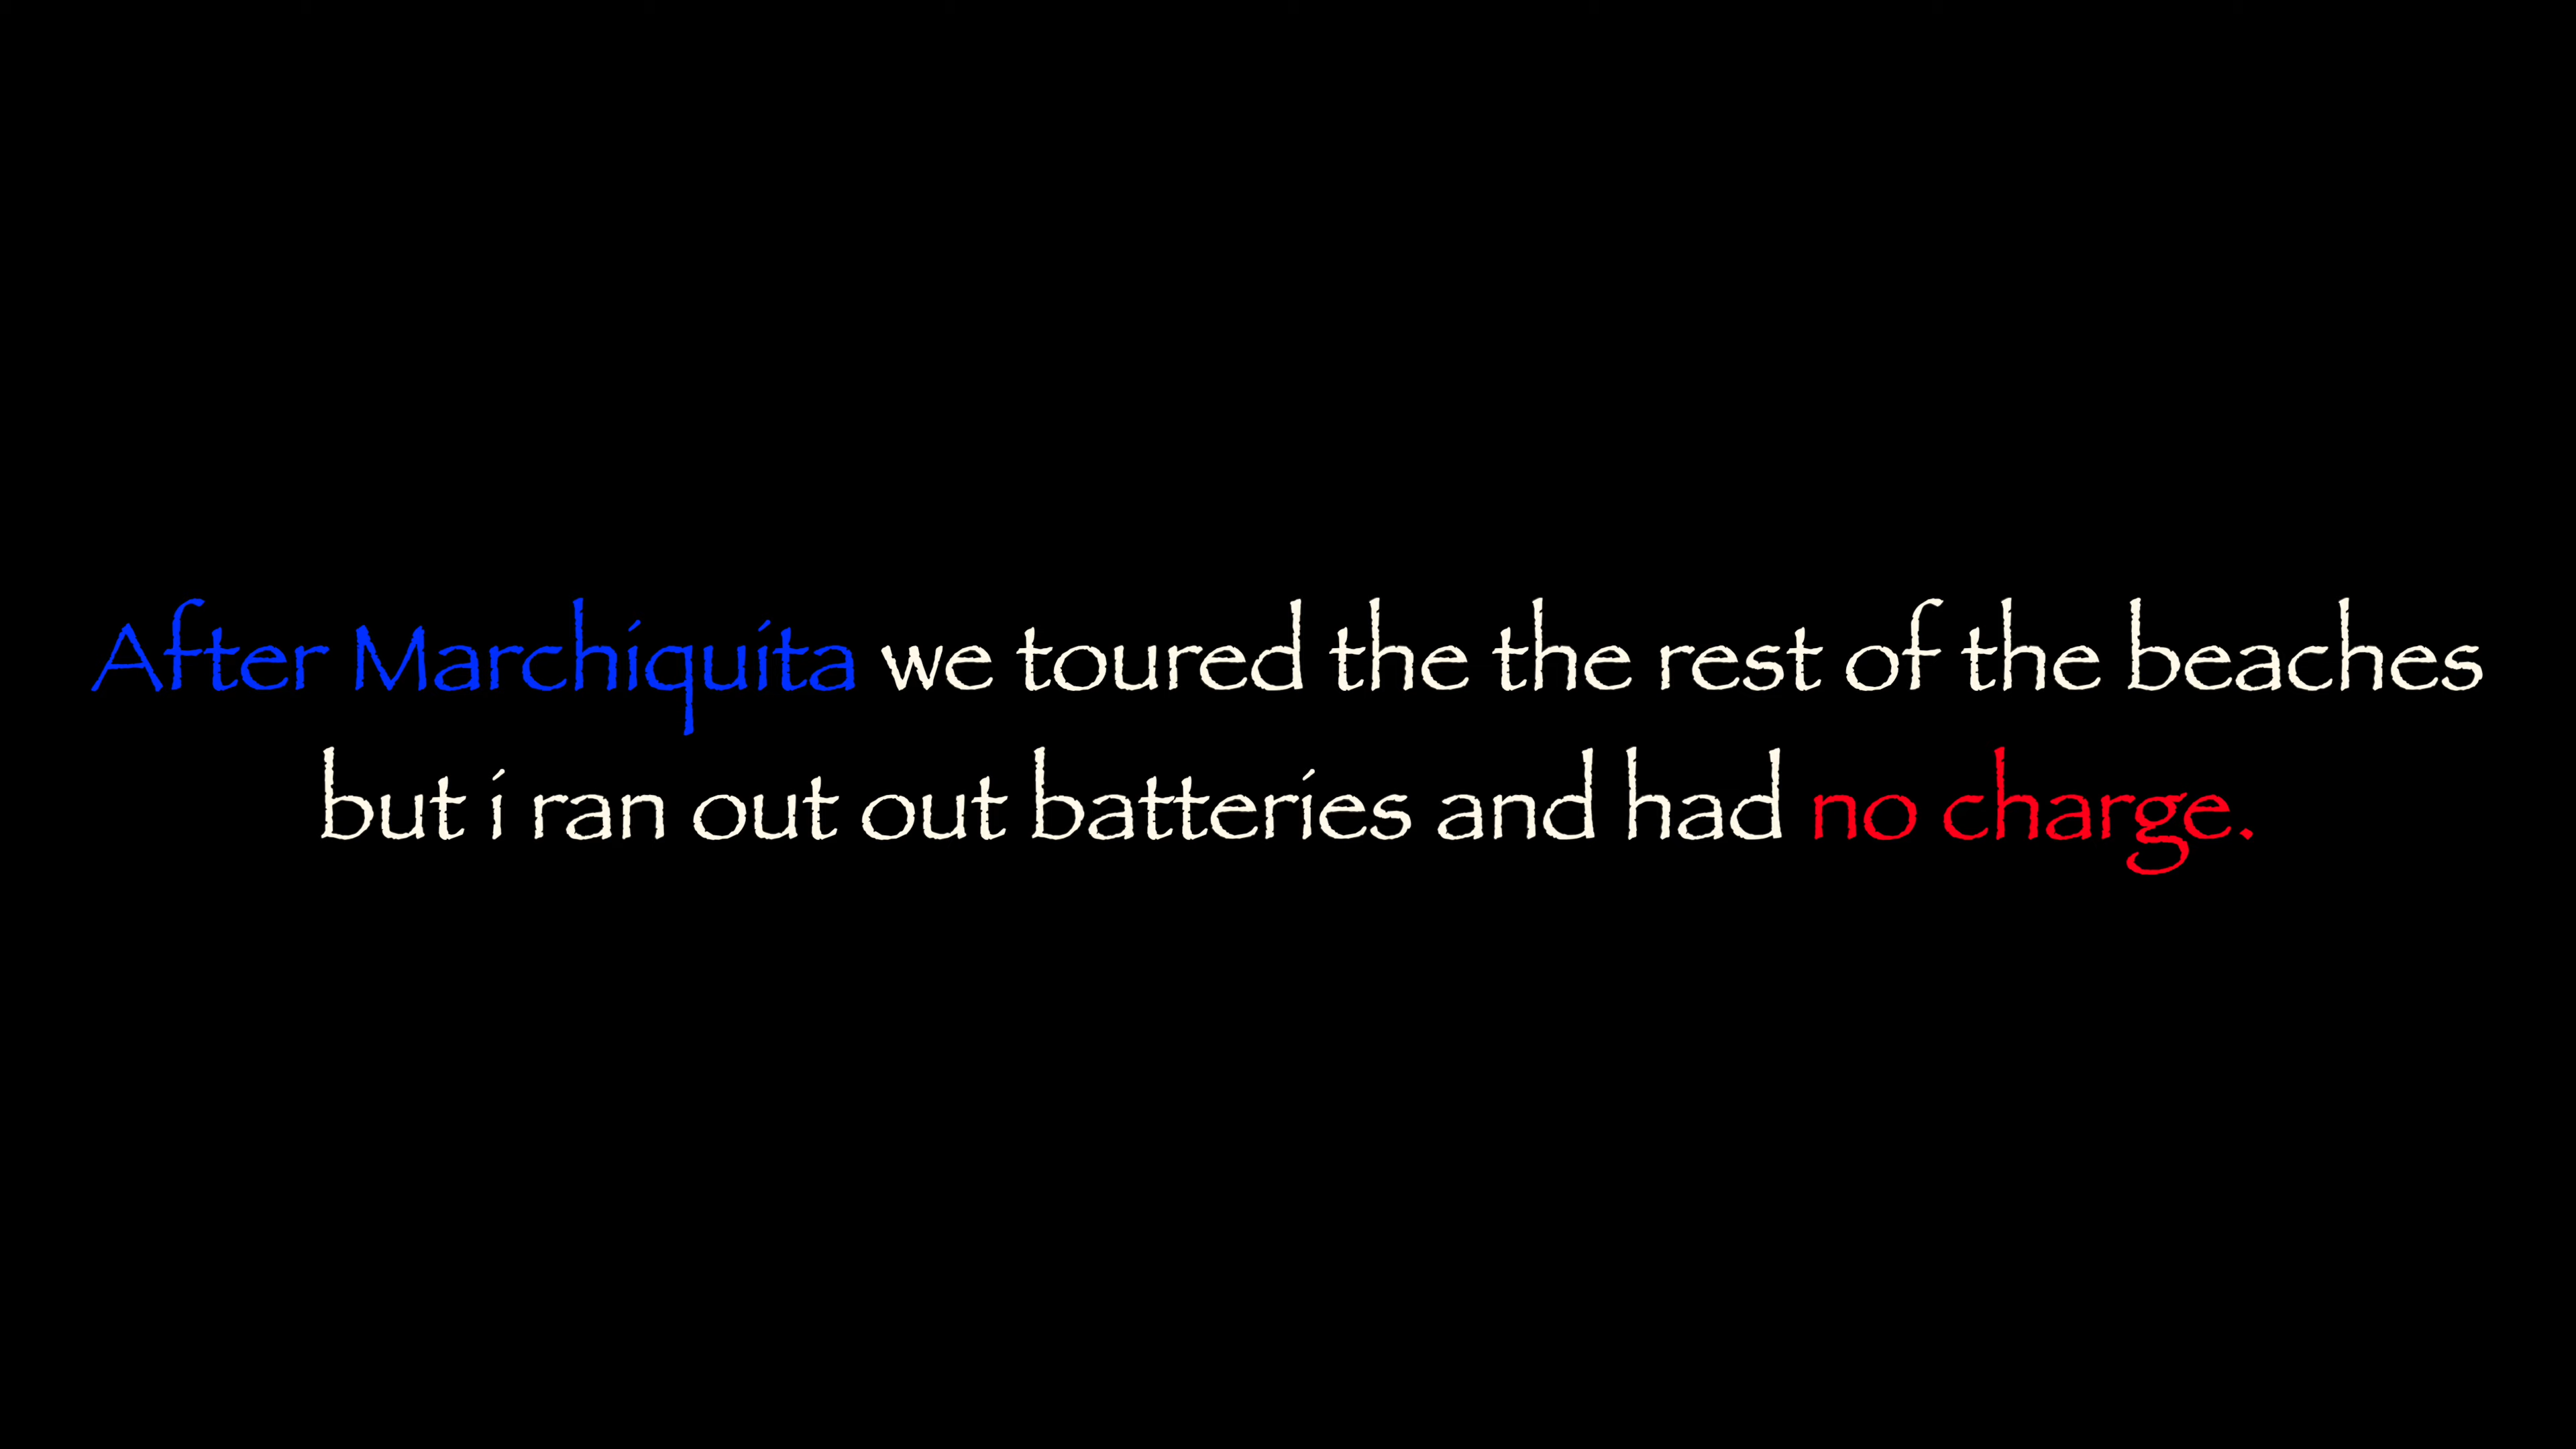 After Marchiquita we toured the the rest of the beaches
but i ran out out batteries and had no charge.